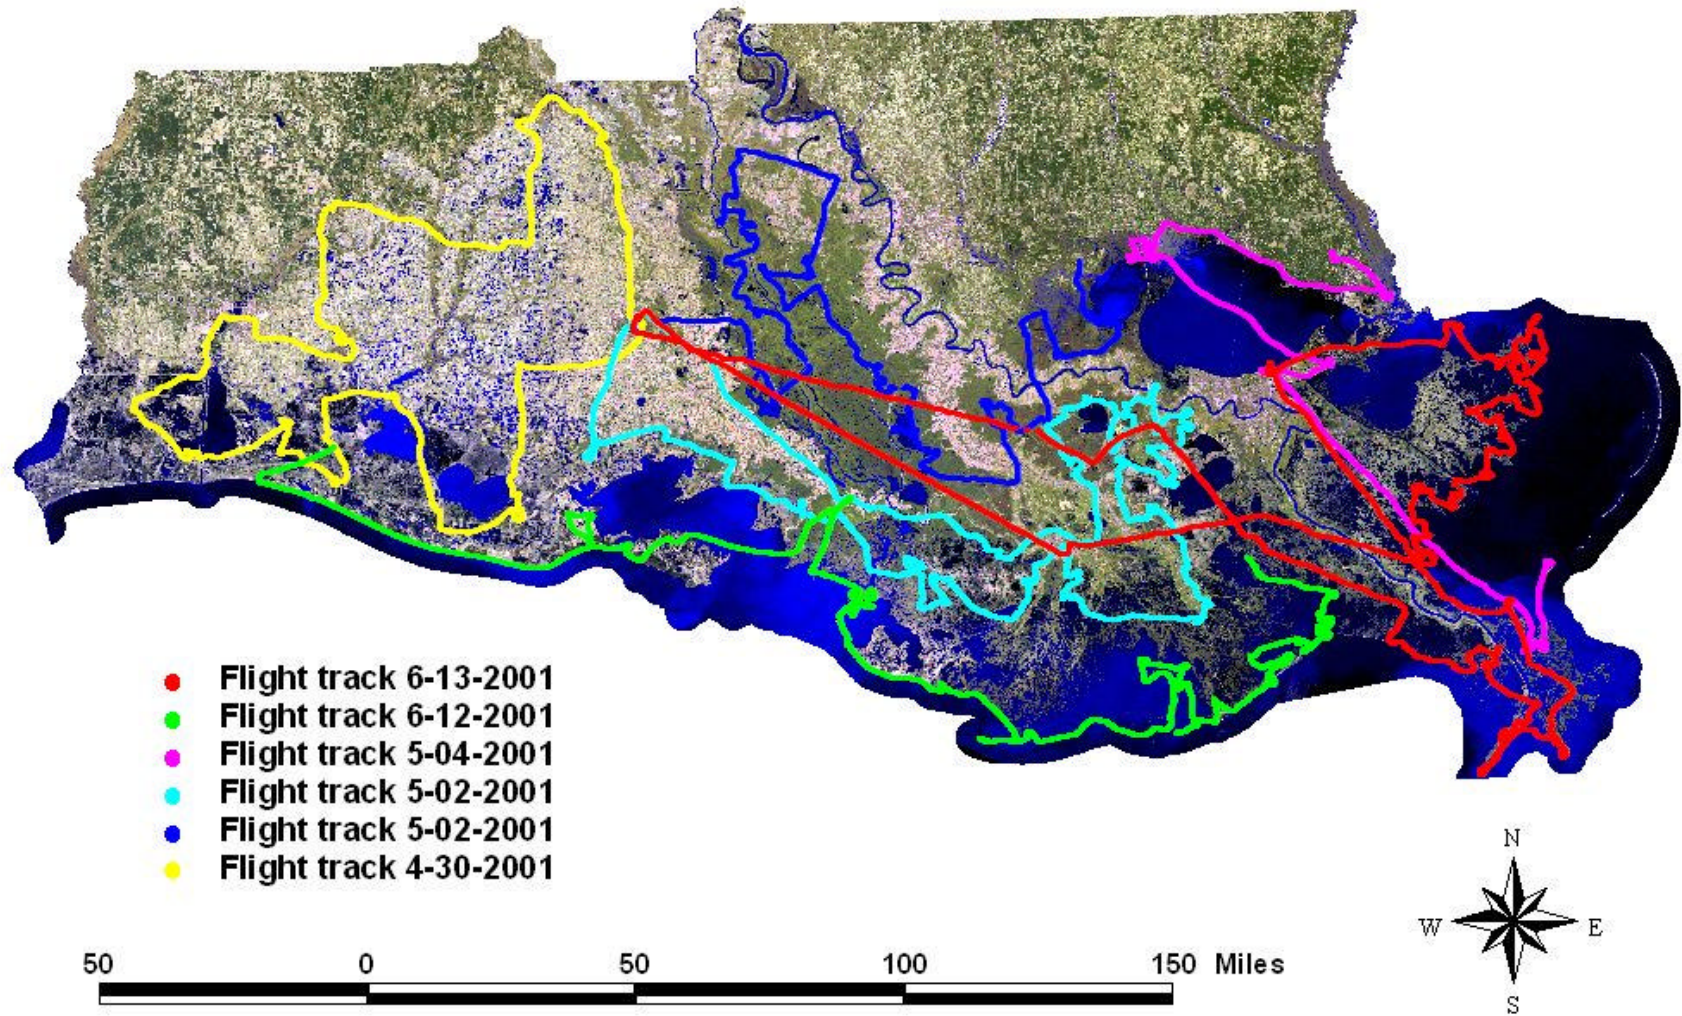 Flight track 6-13-2001
Flight track 6-12-2001
Flight track 5-04-2001
Flight track 5-02-2001
Flight track 5-02-2001
Flight track 4-30-2001
N
W E
S
50 0 50 100 150 Miles